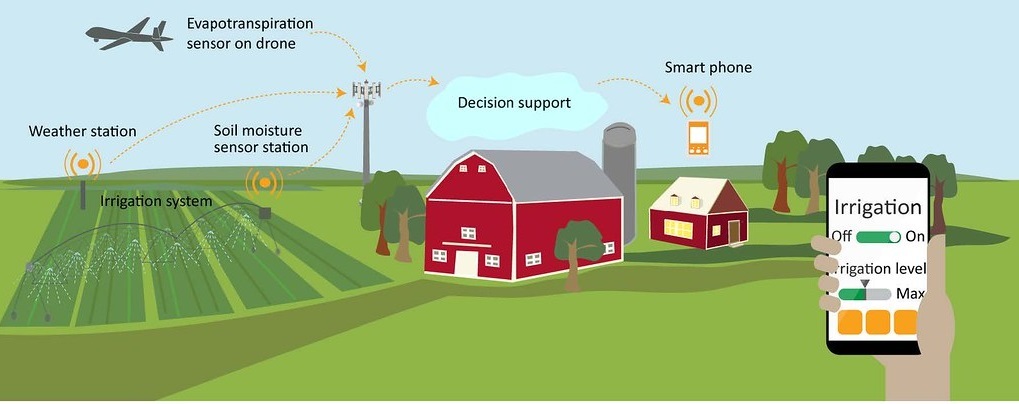 Evapotranspiration
sensor on drone
Smart phone
Decision support
Weather station
Soil moisture
sensor station
Irrigation system
Irrigation
Off On
rrigation level
Max